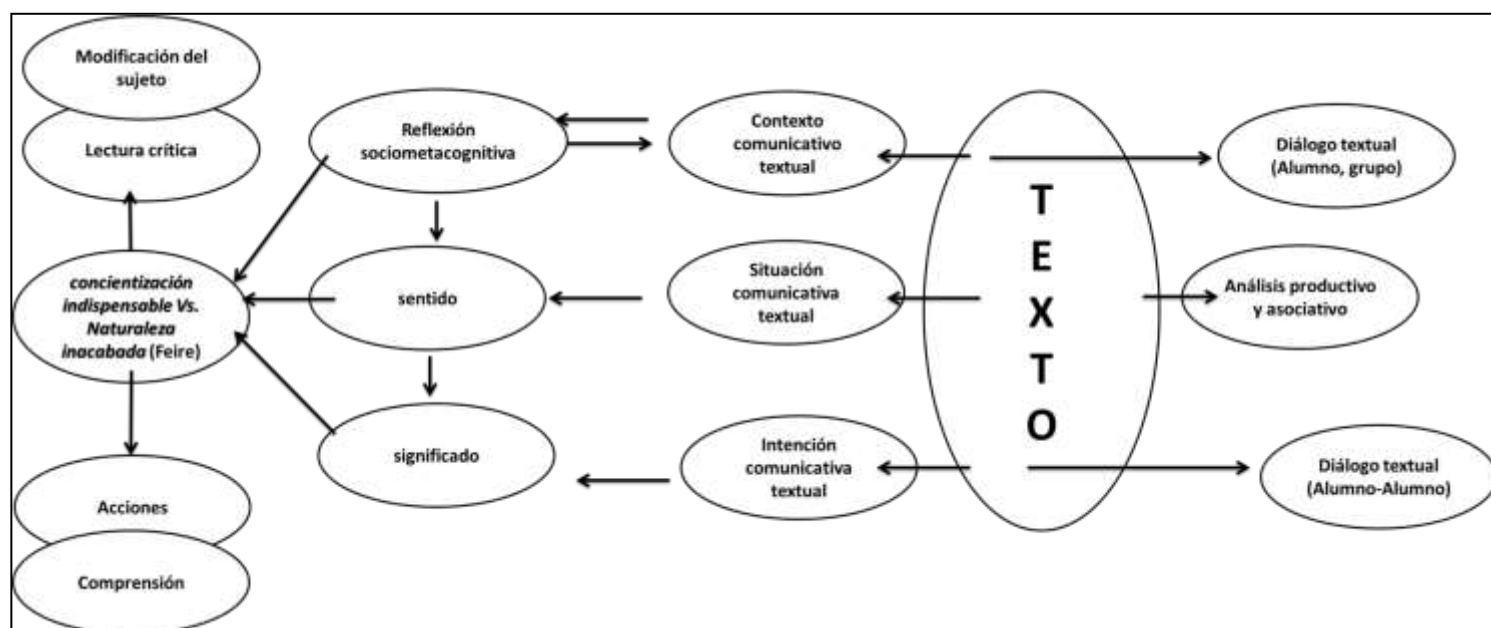 Modificación del
sujeto
Lectura crítica
concientización
indispensable Vs.
Naturaleza
inacabada (Feire)
Acciones
Comprensión
Reflexión
sociometacognitiva
sentido
significado
Contexto
comunicativo
textual
Situación
comunicativa
textual
Intención
comunicativa
textual
T
E
X
T
O
Diálogo textual
(Alumno, grupo)
Análisis productivo
y asociativo
Diálogo textual
(Alumno-Alumno)